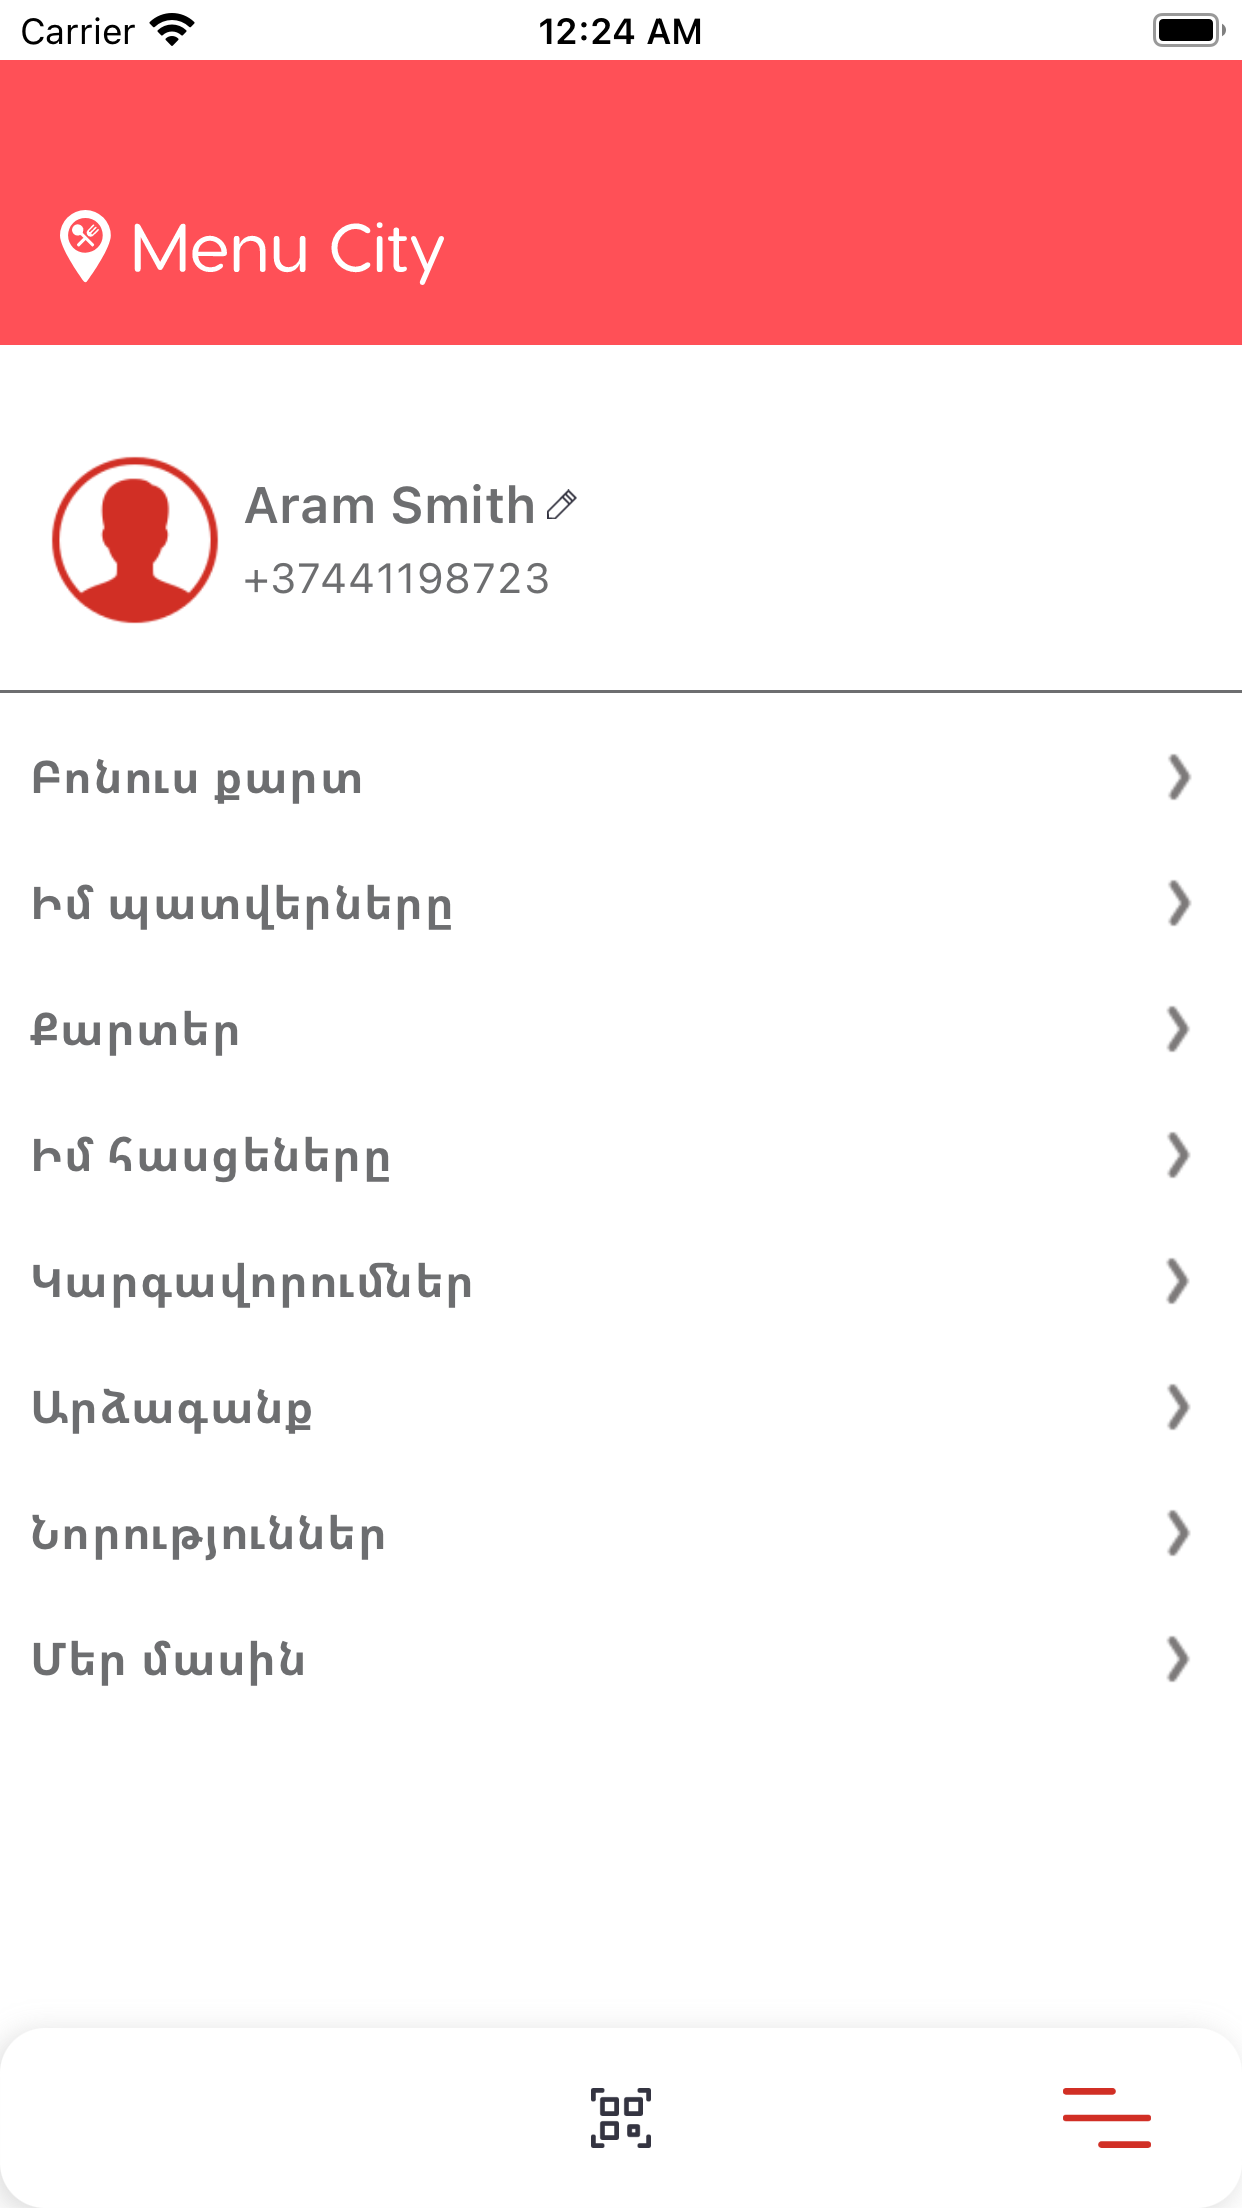 Carrier 12:24 AM
Menu City
Aram Smith
+37441198723
Բոնուս քարտ
Իմ պատվերները
Քարտեր
Իմ հասցեները
Կարգավորումներ
Արձագանք
Նորություններ
Մեր մասին